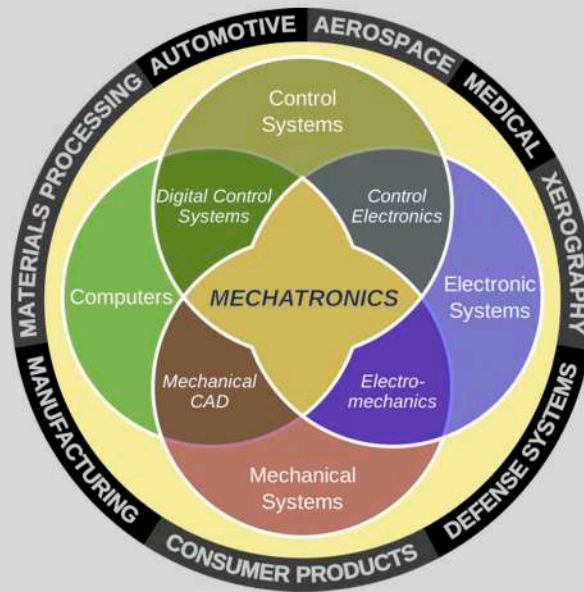 AUTOMOTIVE
AEROSPACE
MEDICAL
XEROGRAPHY
DEFENSE SYSTEMS
CONSUMER PRODUCTS
MANUFACTURING
MATERIALS PROCESSING
Control
Systems
Digital Control
Systems
Control
Electronics
Computers
MECHATRONICS
Electronic
Systems
Mechanical
CAD
Electro-
mechanics
Mechanical
Systems